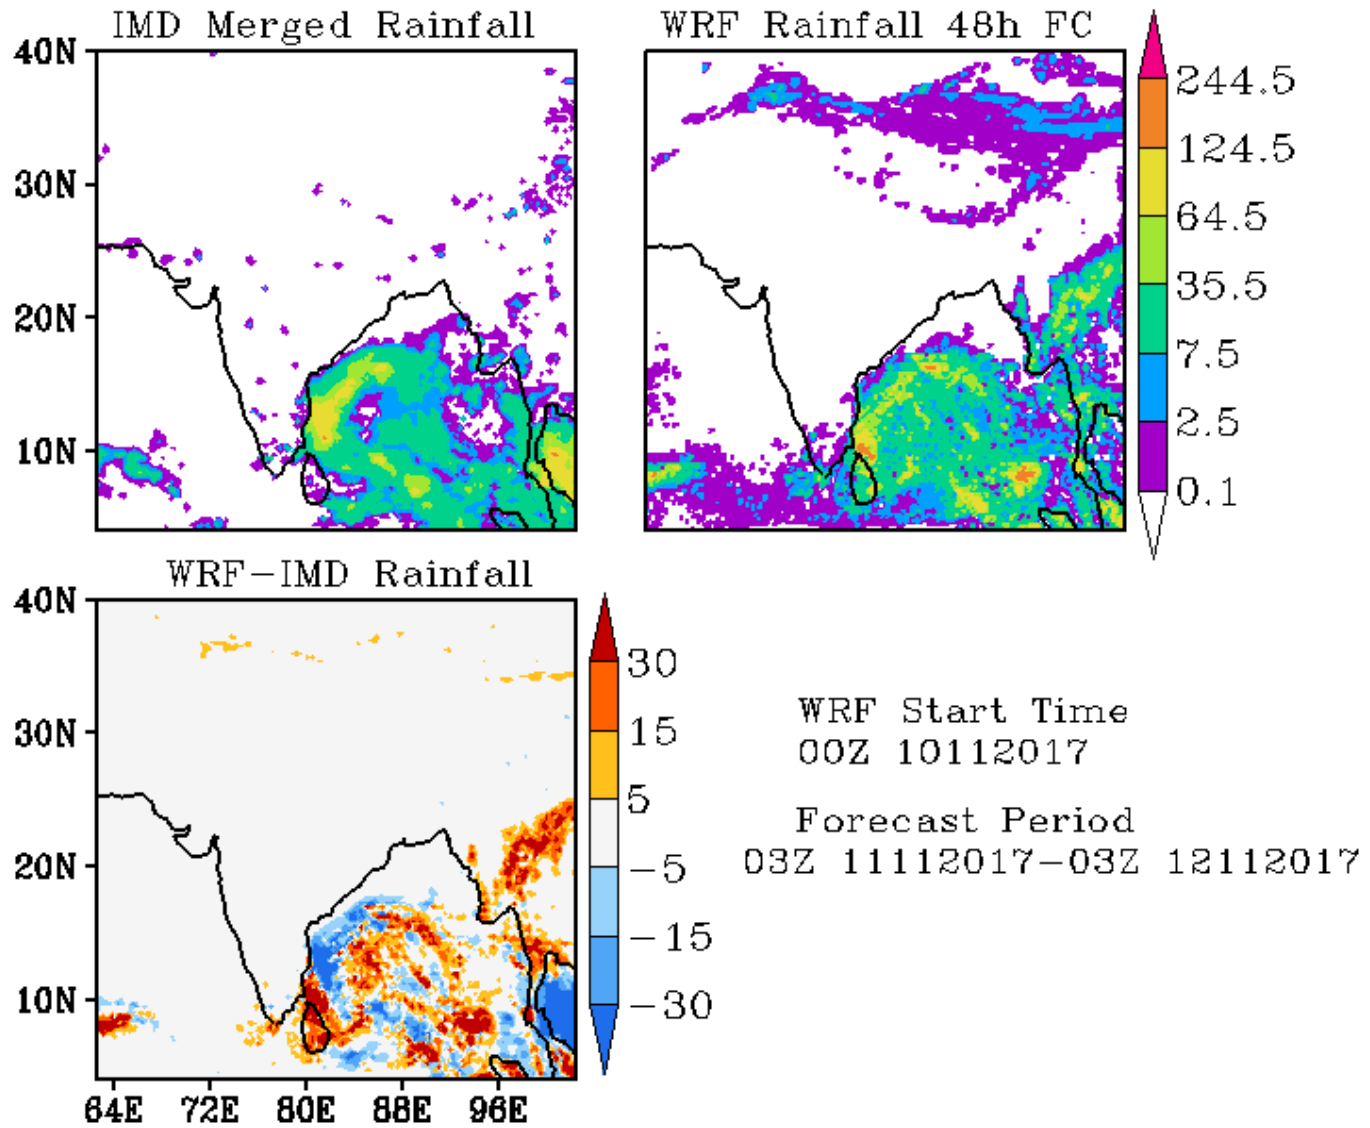 IMD Merged Rainfall
WRF Rainfall 48h FC
40N
30N
20N
10N
244.5
124.5
64.5
35.5
7.5
2.5
0.1
WRF-IMD Rainfall
40N
30N
20N
10N
64E 72E 80E 88E 96E
30
15
5
-5
-15
-30
WRF Start Time
00Z 10112017
Forecast Period
03Z 11112017-03Z 12112017